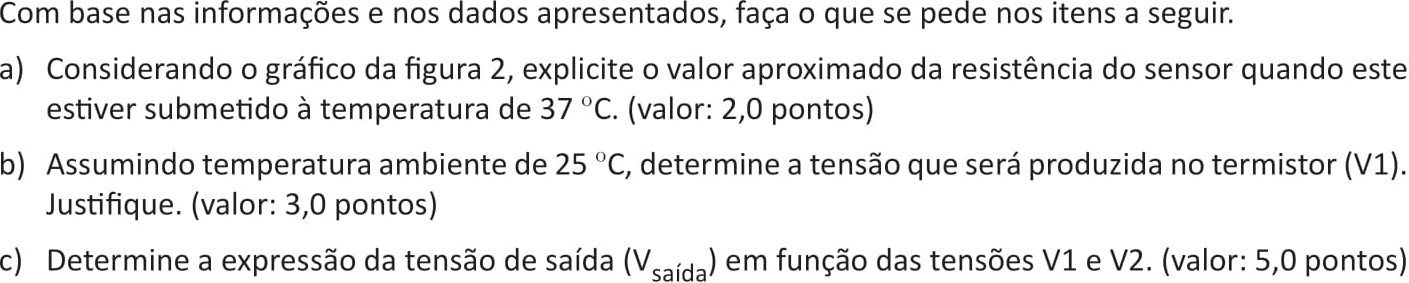 Com base nas informações e nos dados apresentados, faça o que se pede nos itens a seguir.
a) Considerando o gráfico da figura 2, explicite o valor aproximado da resistência do sensor quando este
estiver submetido à temperatura de 37 ºC. (valor: 2,0 pontos)
b) Assumindo temperatura ambiente de 25 ºC, determine a tensão que será produzida no termistor (V1).
Justifique. (valor: 3,0 pontos)
c) Determine a expressão da tensão de saída (Vsaída) em função das tensões V1 e V2. (valor: 5,0 pontos)